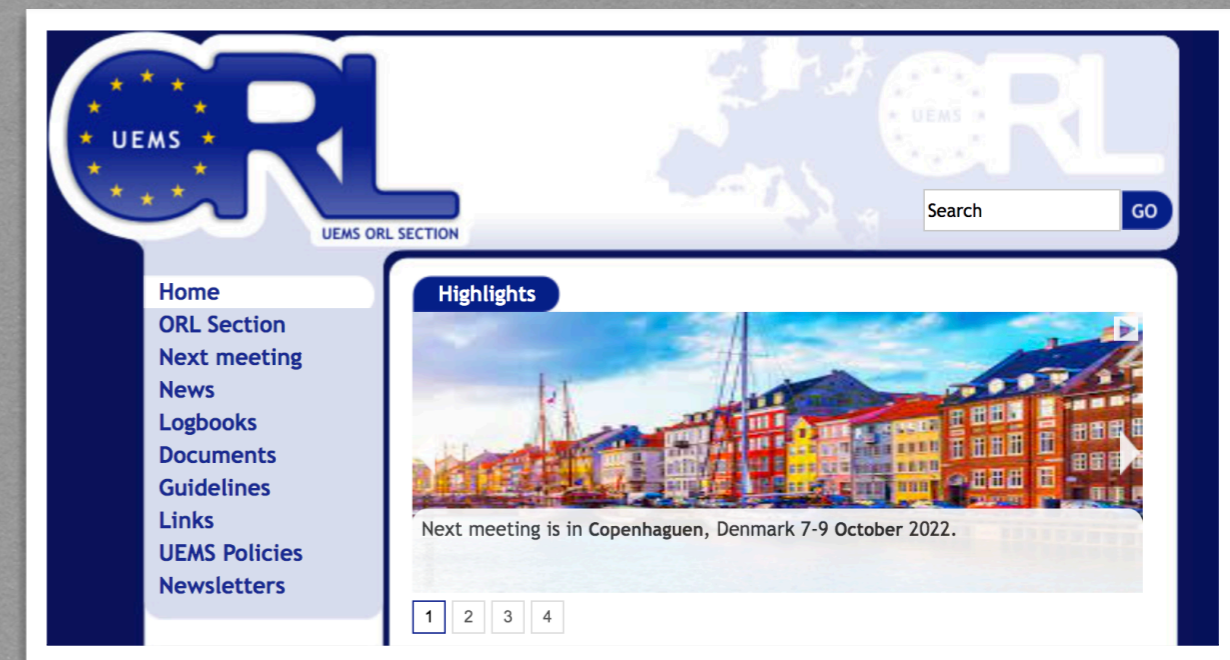 UEMS
ORL
UEMS ORL SECTION
UEMS
ORL
Search
GO
Home
ORL Section
Next meeting
News
Logbooks
Documents
Guidelines
Links
UEMS Policies
Newsletters
Highlights
Next meeting is in Copenhaguen, Denmark 7-9 October 2022.
1 2 3 4